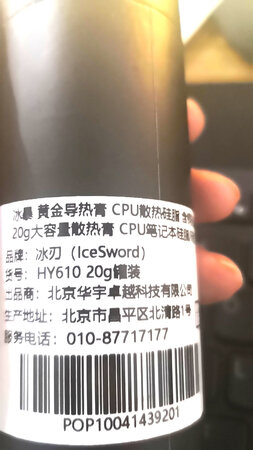 冰暴 黄金导热膏 CPU散热硅脂
20g大容量散热膏 CPU笔记本硅脂
品牌：冰刃（IceSword）
货号：HY610 20g罐装
出品商：北京华宇卓越科技有限公司
生产地址：北京市昌平区北清路1号
服务电话：010-87717177
POP10041439201